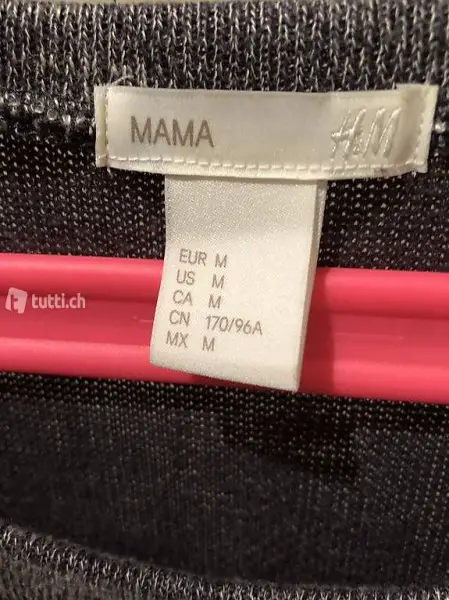 MAMA H&M
EUR M
US M
CA M
CN 170/96A
MX M
tutti.ch